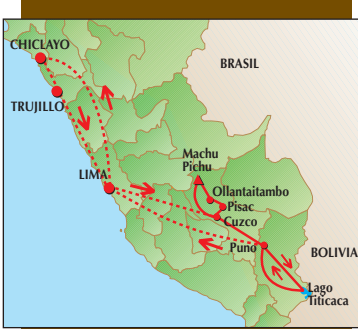 CHICLAYO
BRASIL
TRUJILLO
Machu
Pichu
LIMA
Ollantaitambo
Pisac
Cuzco
Puno
BOLIVIA
Lago
Titicaca